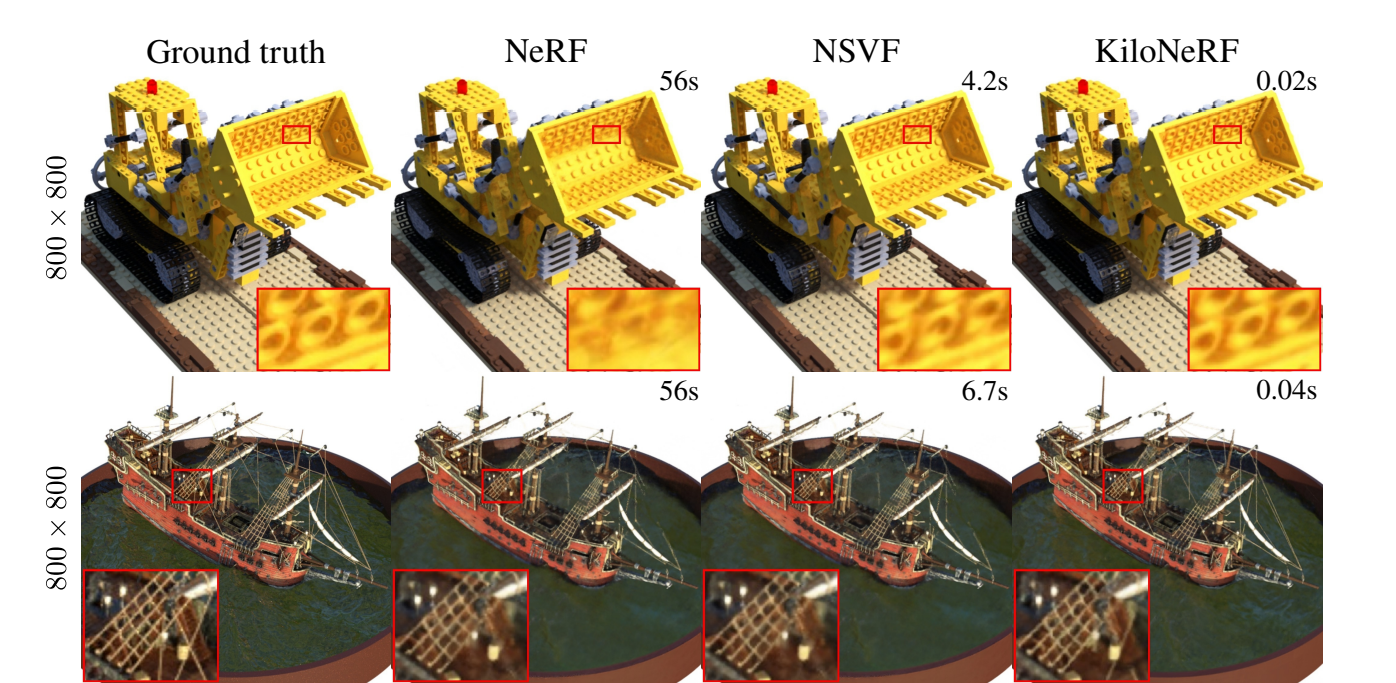 Ground truth
NeRF
NSVF
KiloNeRF
56s
4.2s
0.02s
800 × 800
56s
6.7s
0.04s
800 × 800